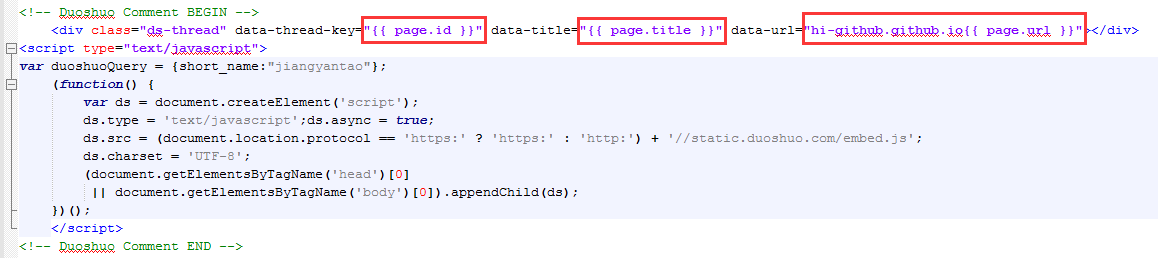 <!-- Duoshuo Comment BEGIN -->
<div class="ds-thread" data-thread-key="{{ page.id }}" data-title="{{ page.title }}" data-url="hi-github.github.io{{ page.url }}"></div>
<script type="text/javascript">
var duoshuoQuery = {short_name:"jiangyantao"};
(function() {
var ds = document.createElement('script');
ds.type = 'text/javascript';ds.async = true;
ds.src = (document.location.protocol == 'https:' ? 'https:' : 'http:') + '//static.duoshuo.com/embed.js';
ds.charset = 'UTF-8';
(document.getElementsByTagName('head')[0]
|| document.getElementsByTagName('body')[0]).appendChild(ds);
})();
</script>
<!-- Duoshuo Comment END -->